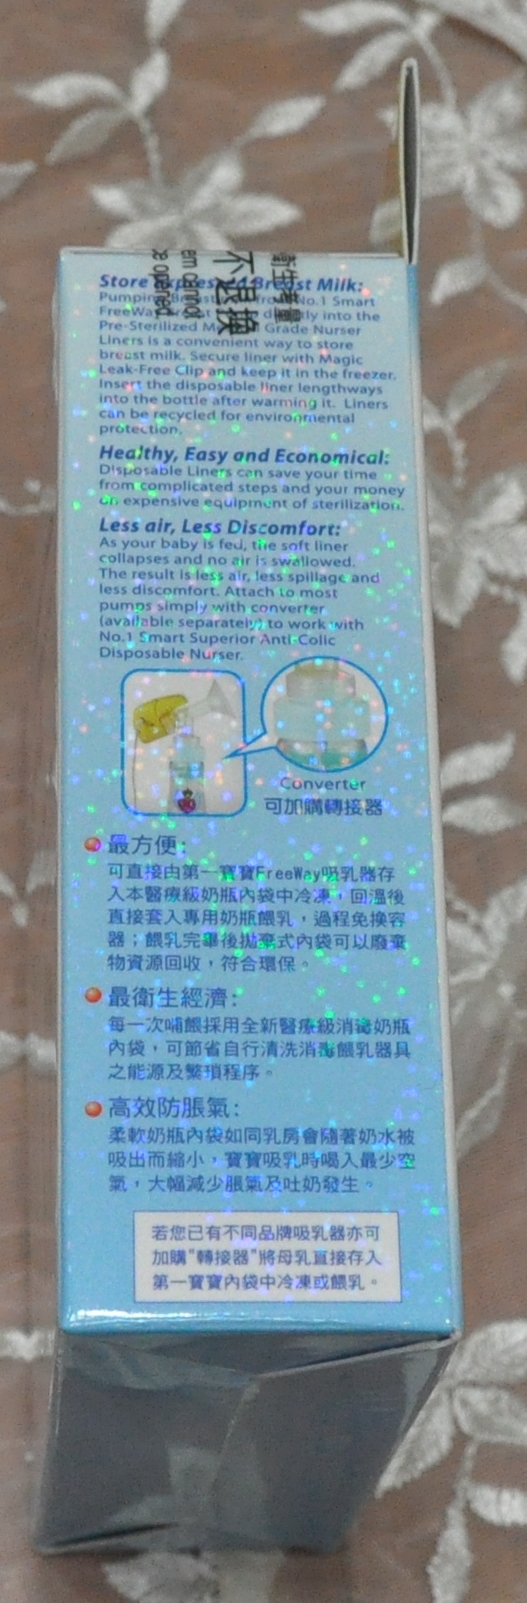 衛生考量
不退換
em cannot
be opened
Store Expressed Breast Milk:
Pumping Breast from No.1 Smart
FreeWay Breast directly into the
Pre-Sterilized Grade Nurser
Liners is a convenient way to store
breast milk. Secure liner with Magic
Leak-Free Clip and keep it in the freezer.
Insert the disposable liner lengthways
into the bottle after warming it. Liners
can be recycled for environmental
protection.
Healthy, Easy and Economical:
Disposable Liners can save your time
from complicated steps and your money
on expensive equipment of sterilization.
Less air, Less Discomfort:
As your baby is fed, the soft liner
collapses and no air is swallowed.
The result is less air, less spillage and
less discomfort. Attach to most
pumps simply with converter
(available separately) to work with
No.1 Smart Superior Anti-Colic
Disposable Nurser.
Converter
可加購轉接器
最方便:
可直接由第一寶寶FreeWay吸乳器存
入本醫療級奶瓶內袋中冷凍，回溫後
直接套入專用奶瓶餵乳，過程免換容
器；餵乳完畢後拋棄式內袋可以廢棄
物資源回收，符合環保。
最衛生經濟:
每一次哺餵採用全新醫療級消毒奶瓶
內袋，可節省自行清洗消毒餵乳器具
之能源及繁瑣程序。
高效防脹氣:
柔軟奶瓶內袋如同乳房會隨著奶水被
吸出而縮小，寶寶吸乳時喝入最少空
氣，大幅減少脹氣及吐奶發生。
若您已有不同品牌吸乳器亦可
加購"轉接器"將母乳直接存入
第一寶寶內袋中冷凍或餵乳。